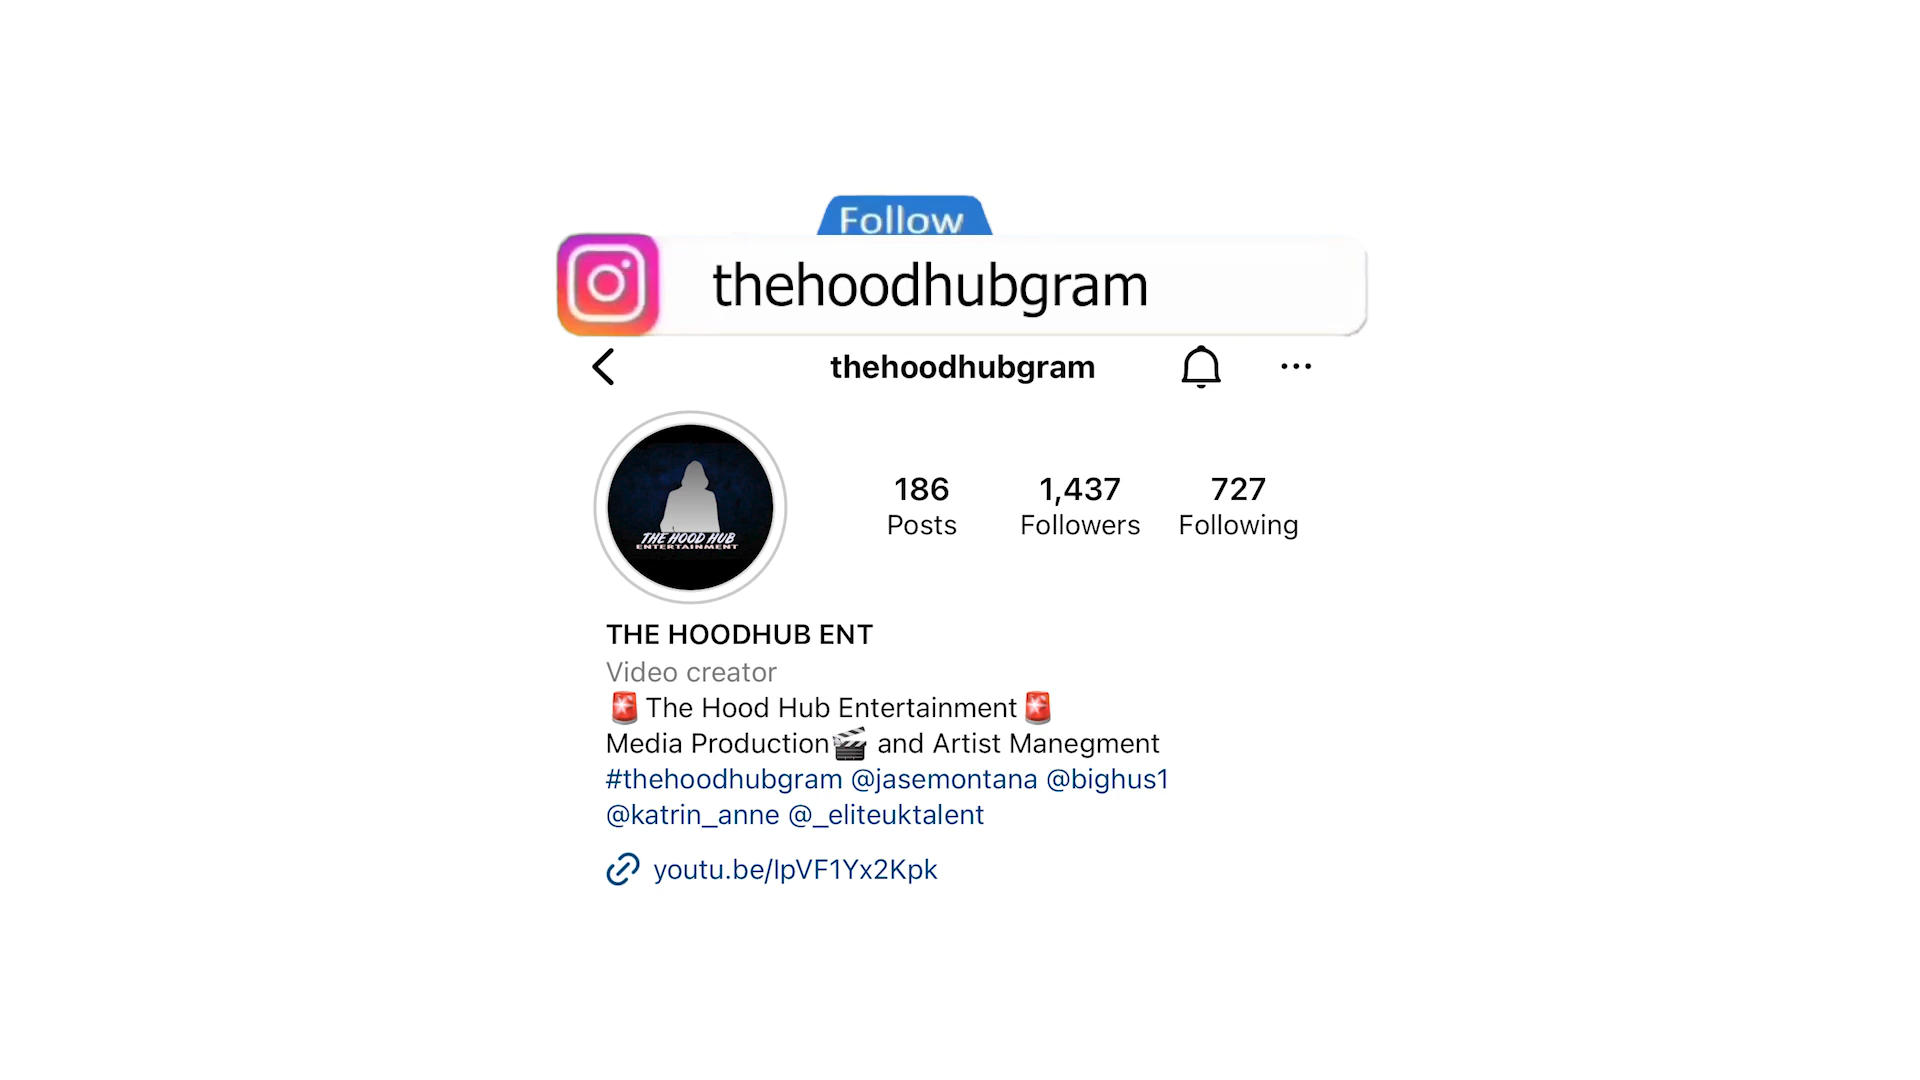 Follow
thehoodhubgram
thehoodhubgram
186 1,437 727
Posts Followers Following
THE HOOD HUB
ENTERTAINMENT
THE HOODHUB ENT
Video creator
🚨 The Hood Hub Entertainment 🚨
Media Production🎬 and Artist Manegment
#thehoodhubgram @jasemontana @bighus1
@katrin_anne @_eliteuktalent
youtu.be/lpVF1Yx2Kpk